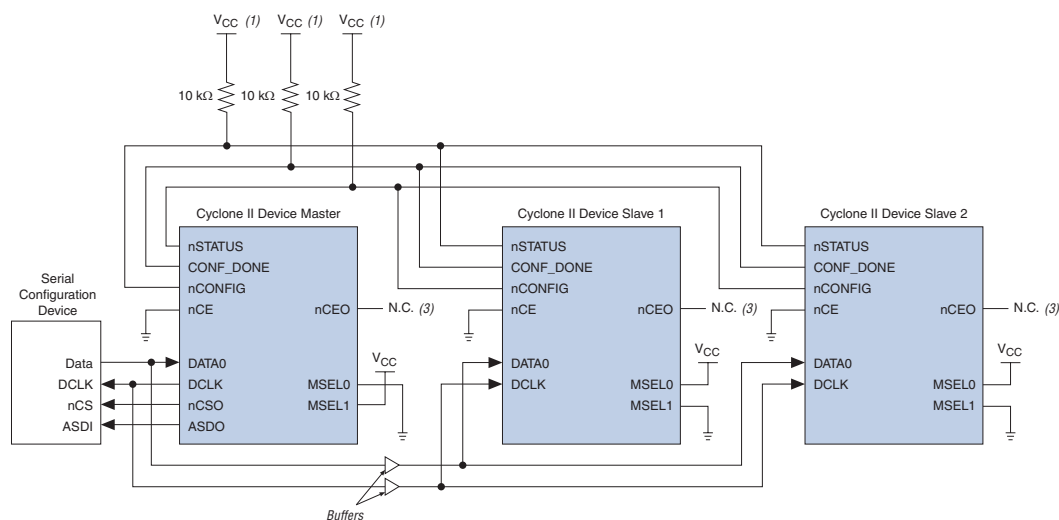 VCC (1) VCC (1) VCC (1)
10 kΩ 10 kΩ 10 kΩ
Cyclone II Device Master
nSTATUS
CONF_DONE
nCONFIG
nCE nCEO N.C. (3)
DATA0
DCLK MSEL0
nCSO MSEL1
ASDO
VCC
Serial
Configuration
Device
Data
DCLK
nCS
ASDI
Buffers
Cyclone II Device Slave 1
nSTATUS
CONF_DONE
nCONFIG
nCE nCEO N.C. (3)
DATA0
DCLK MSEL0
MSEL1
VCC
Cyclone II Device Slave 2
nSTATUS
CONF_DONE
nCONFIG
nCE nCEO N.C. (3)
DATA0
DCLK MSEL0
MSEL1
VCC